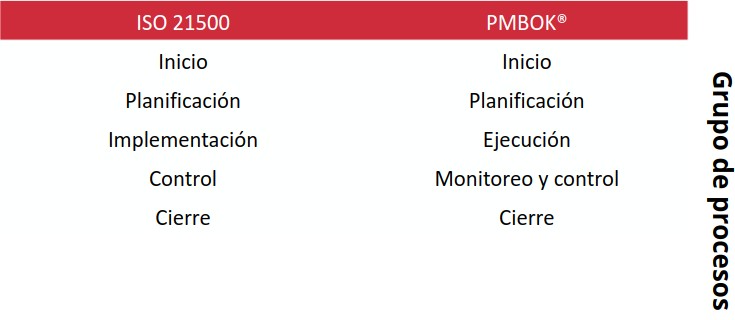 ISO 21500 PMBOK®
Inicio Inicio
Planificación Planificación
Implementación Ejecución
Control Monitoreo y control
Cierre Cierre
Grupo de procesos